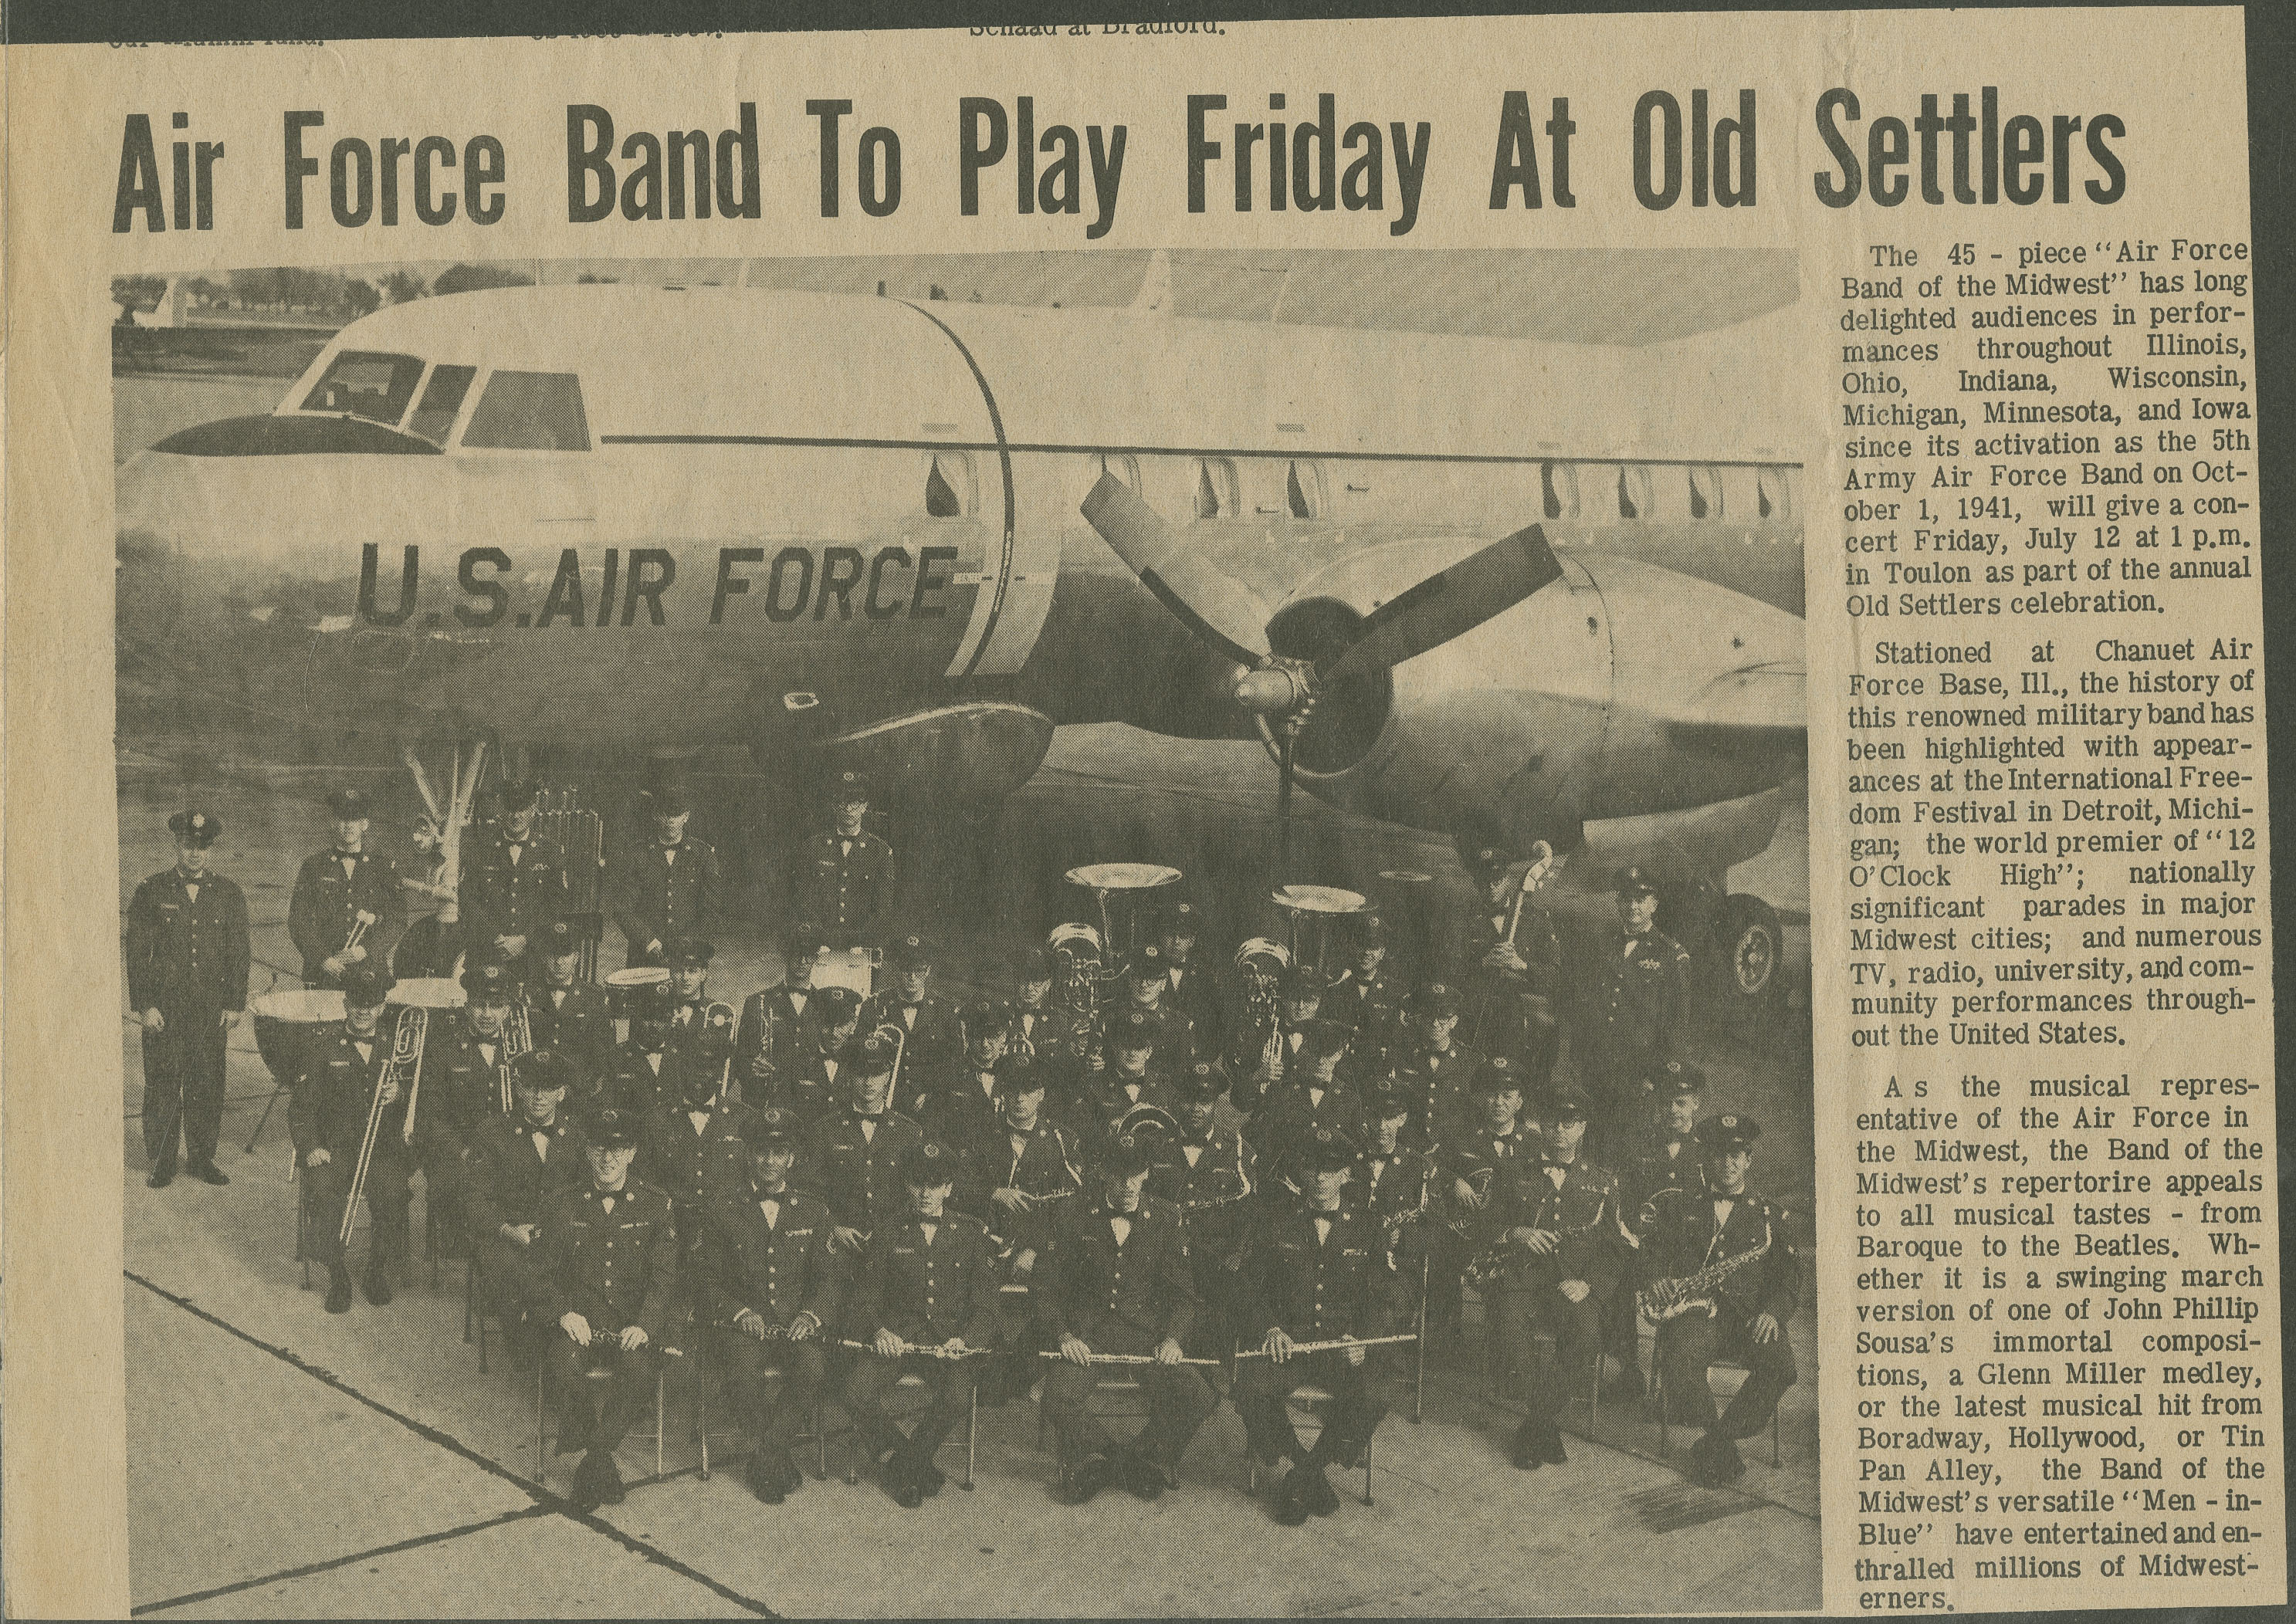 Schaad at Bradford.
Air Force Band To Play Friday At Old Settlers
U.S. AIR FORCE
The 45 - piece "Air Force
Band of the Midwest" has long
delighted audiences in perfor-
mances throughout Illinois,
Ohio, Indiana, Wisconsin,
Michigan, Minnesota, and Iowa
since its activation as the 5th
Army Air Force Band on Oct-
ober 1, 1941, will give a con-
cert Friday, July 12 at 1 p.m.
in Toulon as part of the annual
Old Settlers celebration.
Stationed at Chanuet Air
Force Base, Ill., the history of
this renowned military band has
been highlighted with appear-
ances at the International Free-
dom Festival in Detroit, Michi-
gan; the world premier of "12
O'Clock High"; nationally
significant parades in major
Midwest cities; and numerous
TV, radio, university, and com-
munity performances through-
out the United States.
A s the musical repres-
entative of the Air Force in
the Midwest, the Band of the
Midwest's repertorire appeals
to all musical tastes - from
Baroque to the Beatles. Wh-
ether it is a swinging march
version of one of John Phillip
Sousa's immortal composi-
tions, a Glenn Miller medley,
or the latest musical hit from
Boradway, Hollywood, or Tin
Pan Alley, the Band of the
Midwest's versatile "Men - in-
Blue" have entertained and en-
thralled millions of Midwest-
erners.